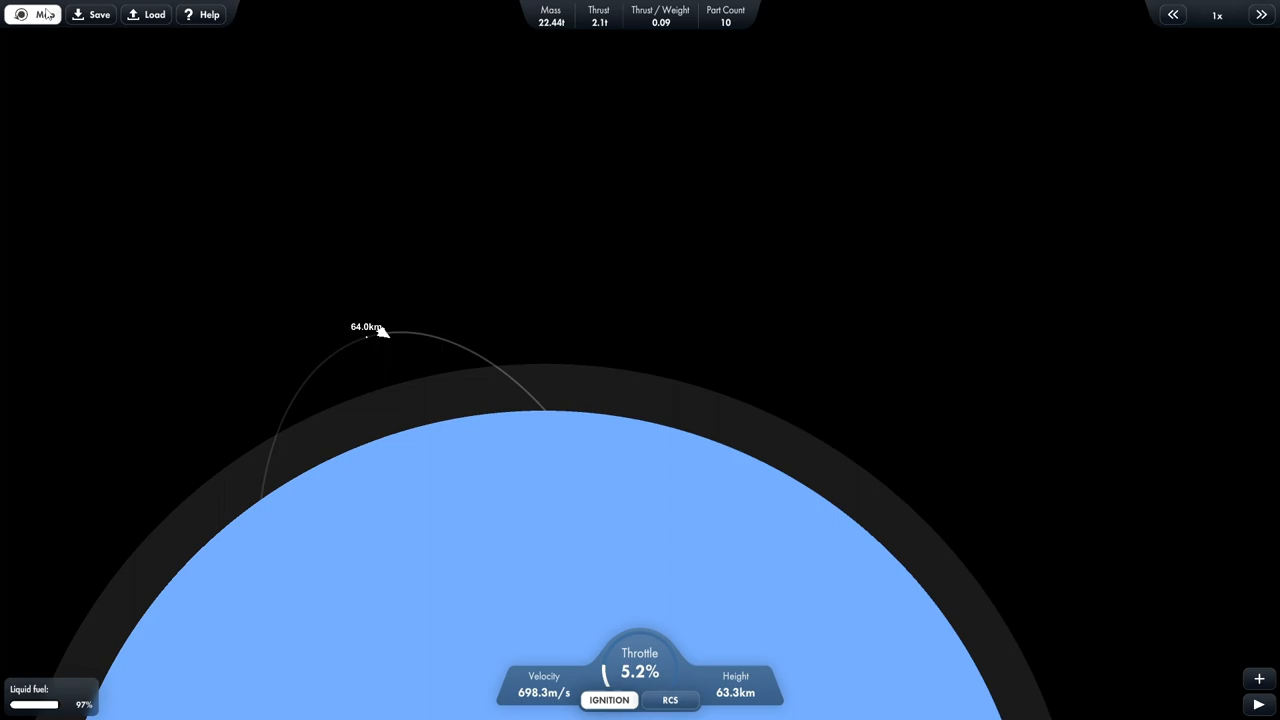 Save
Load
Help
Mass
22.44t
Thrust
2.1t
Thrust / Weight
0.09
Part Count
10
1x
64.0km
Throttle
5.2%
Velocity
698.3m/s
Height
63.3km
IGNITION
RCS
Liquid fuel:
97%